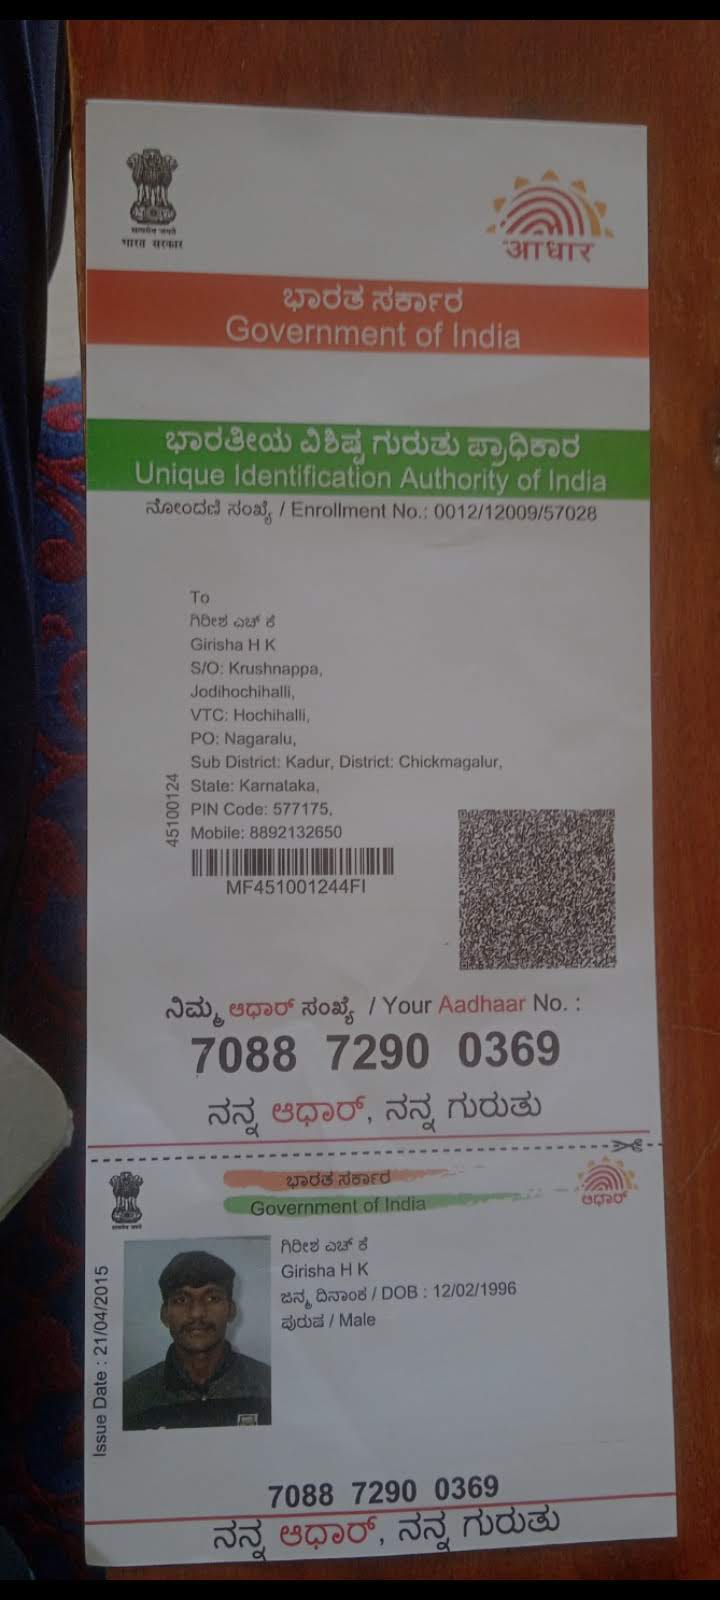 भारत सरकार
आधार
ಭಾರತ ಸರ್ಕಾರ
Government of India
ಭಾರತೀಯ ವಿಶಿಷ್ಟ ಗುರುತು ಪ್ರಾಧಿಕಾರ
Unique Identification Authority of India
ನೋಂದಣಿ ಸಂಖ್ಯೆ / Enrollment No.: 0012/12009/57028
To
ಗಿರೀಶ ಎಚ್ ಕೆ
Girisha H K
S/O: Krushnappa,
Jodihochihalli,
VTC: Hochihalli,
PO: Nagaralu,
Sub District: Kadur, District: Chickmagalur,
State: Karnataka,
PIN Code: 577175,
Mobile: 8892132650
45100124
MF451001244FI
ನಿಮ್ಮ ಆಧಾರ್ ಸಂಖ್ಯೆ / Your Aadhaar No. :
7088 7290 0369
ನನ್ನ ಆಧಾರ್, ನನ್ನ ಗುರುತು
ಭಾರತ ಸರ್ಕಾರ
Government of India
ಆಧಾರ್
ಗಿರೀಶ ಎಚ್ ಕೆ
Girisha H K
ಜನ್ಮ ದಿನಾಂಕ / DOB : 12/02/1996
ಪುರುಷ / Male
Issue Date : 21/04/2015
7088 7290 0369
ನನ್ನ ಆಧಾರ್, ನನ್ನ ಗುರುತು